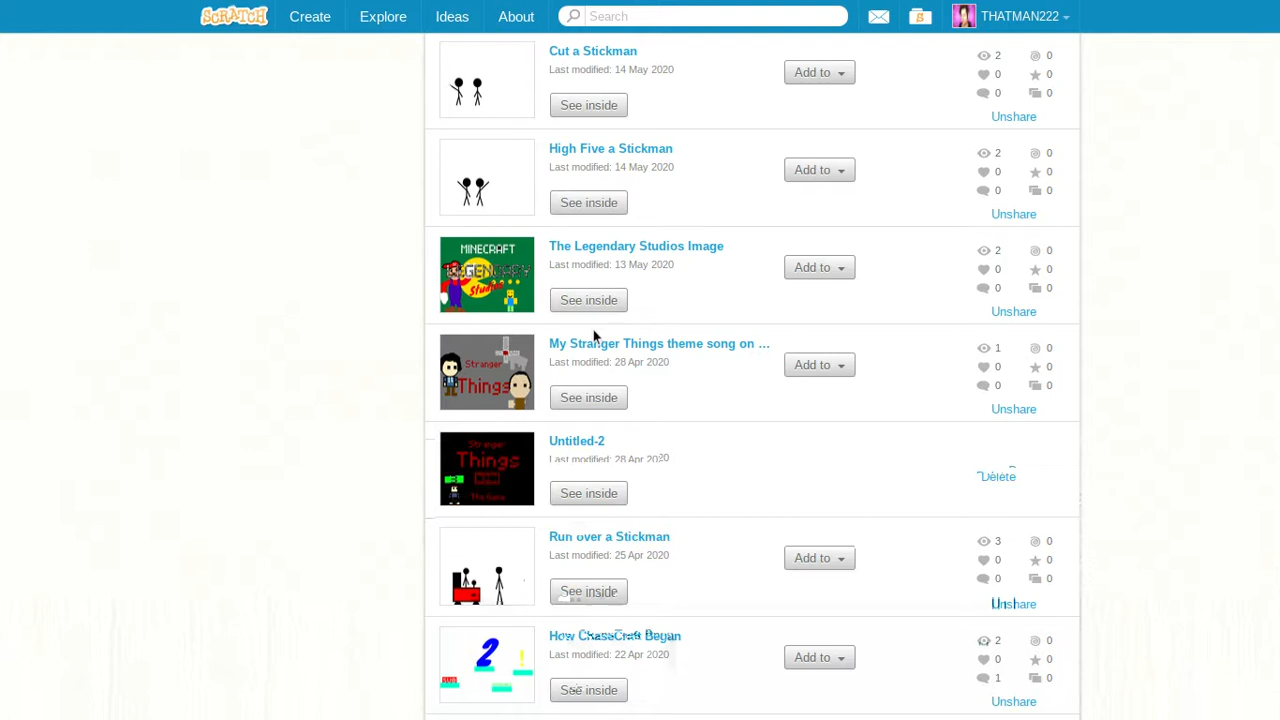 SCRATCH Create Explore Ideas About Search THATMAN222
Cut a Stickman
Last modified: 14 May 2020
Add to
See inside
2 0
0 0
0 0
Unshare
High Five a Stickman
Last modified: 14 May 2020
Add to
See inside
2 0
0 0
0 0
Unshare
MINECRAFT
LEGENDARY
Studios
The Legendary Studios Image
Last modified: 13 May 2020
Add to
See inside
2 0
0 0
0 0
Unshare
Stranger
Things
My Stranger Things theme song on ...
Last modified: 28 Apr 2020
Add to
See inside
1 0
0 0
0 0
Unshare
Stranger
Things
The Game
Untitled-2
Last modified: 28 Apr 2020
See inside
Delete
Run over a Stickman
Last modified: 25 Apr 2020
Add to
See inside
3 0
0 0
0 0
Unshare
2 !
SUB
How ChaseCraft Began
Last modified: 22 Apr 2020
Add to
See inside
2 0
0 0
1 0
Unshare